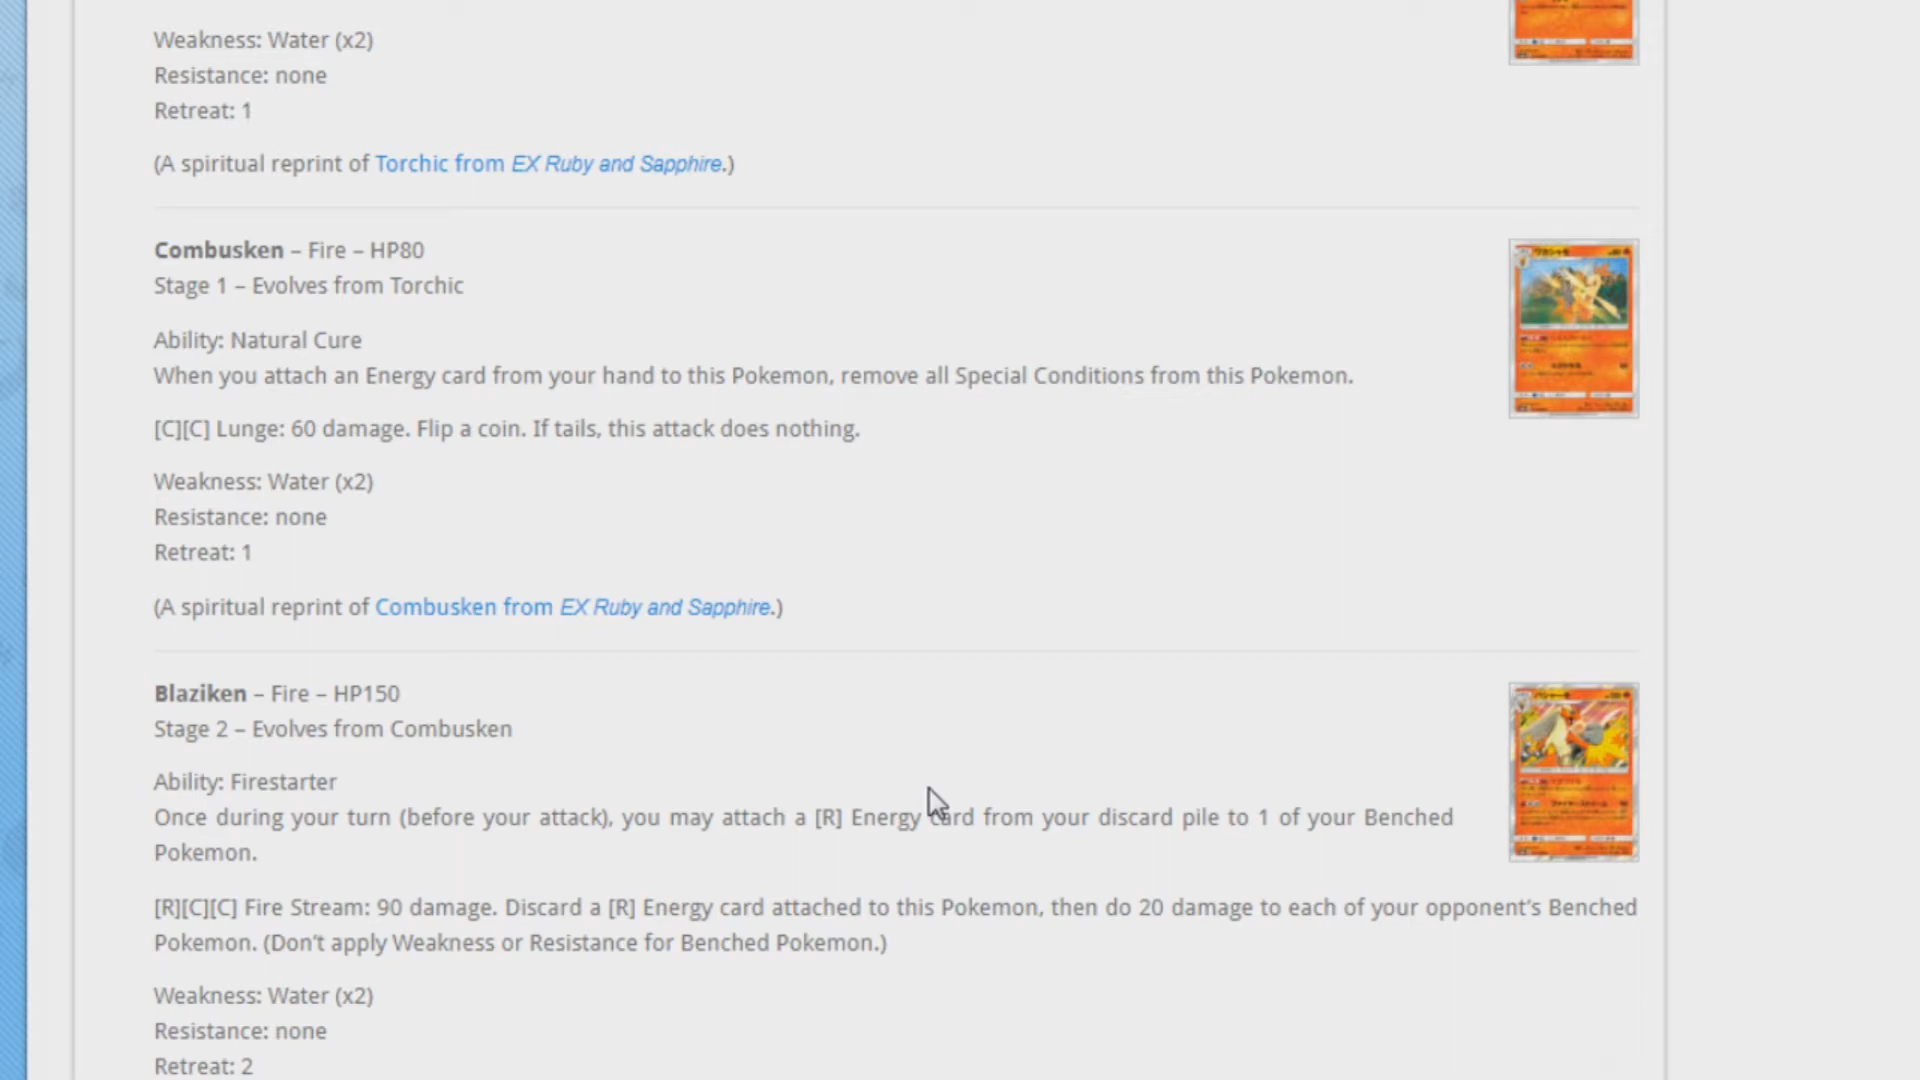 Weakness: Water (x2)
Resistance: none
Retreat: 1
(A spiritual reprint of Torchic from EX Ruby and Sapphire.)
Combusken – Fire – HP80
Stage 1 – Evolves from Torchic
Ability: Natural Cure
When you attach an Energy card from your hand to this Pokemon, remove all Special Conditions from this Pokemon.
[C][C] Lunge: 60 damage. Flip a coin. If tails, this attack does nothing.
Weakness: Water (x2)
Resistance: none
Retreat: 1
(A spiritual reprint of Combusken from EX Ruby and Sapphire.)
Blaziken – Fire – HP150
Stage 2 – Evolves from Combusken
Ability: Firestarter
Once during your turn (before your attack), you may attach a [R] Energy card from your discard pile to 1 of your Benched
Pokemon.
[R][C][C] Fire Stream: 90 damage. Discard a [R] Energy card attached to this Pokemon, then do 20 damage to each of your opponent's Benched
Pokemon. (Don't apply Weakness or Resistance for Benched Pokemon.)
Weakness: Water (x2)
Resistance: none
Retreat: 2